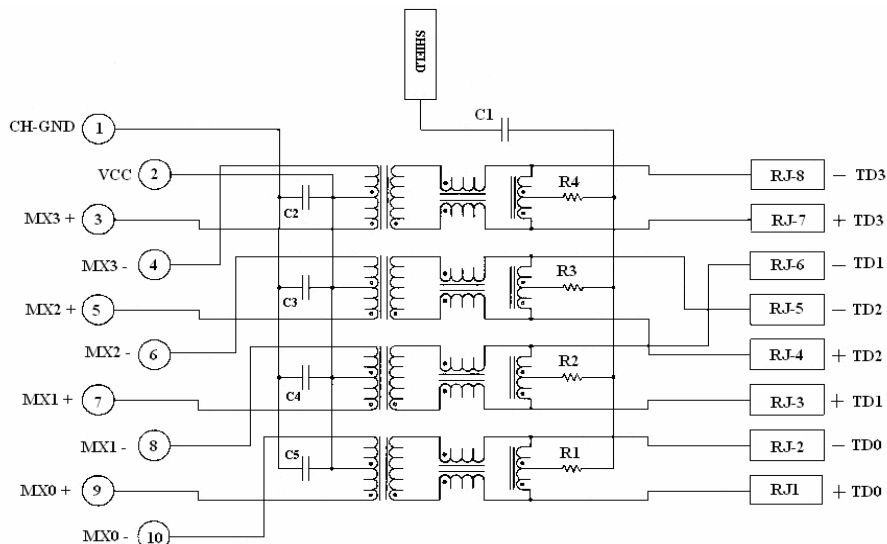 SHIELD
C1
CH-GND 1
VCC 2
R4
RJ-8 − TD3
C2
MX3 + 3
RJ-7 + TD3
MX3 - 4
RJ-6 − TD1
R3
MX2 + 5
C3
RJ-5 − TD2
MX2 - 6
RJ-4 + TD2
R2
MX1 + 7
C4
RJ-3 + TD1
MX1 - 8
RJ-2 − TD0
C5
R1
MX0 + 9
RJ1 + TD0
MX0 - 10